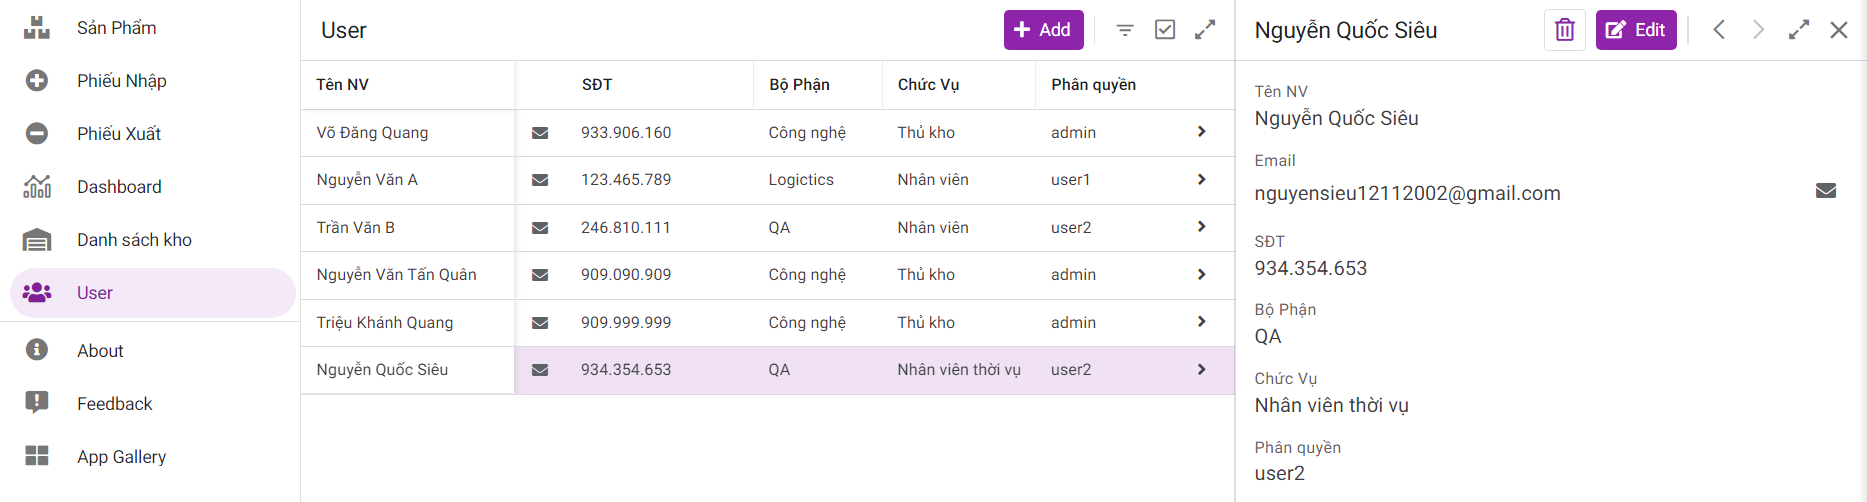 Sản Phẩm
Phiếu Nhập
Phiếu Xuất
Dashboard
Danh sách kho
User
About
Feedback
App Gallery
User
Add
Tên NV SĐT Bộ Phận Chức Vụ Phân quyền
Võ Đăng Quang 933.906.160 Công nghệ Thủ kho admin
Nguyễn Văn A 123.465.789 Logictics Nhân viên user1
Trần Văn B 246.810.111 QA Nhân viên user2
Nguyễn Văn Tấn Quân 909.090.909 Công nghệ Thủ kho admin
Triệu Khánh Quang 909.999.999 Công nghệ Thủ kho admin
Nguyễn Quốc Siêu 934.354.653 QA Nhân viên thời vụ user2
Nguyễn Quốc Siêu
Edit
Tên NV
Nguyễn Quốc Siêu
Email
nguyensieu12112002@gmail.com
SĐT
934.354.653
Bộ Phận
QA
Chức Vụ
Nhân viên thời vụ
Phân quyền
user2